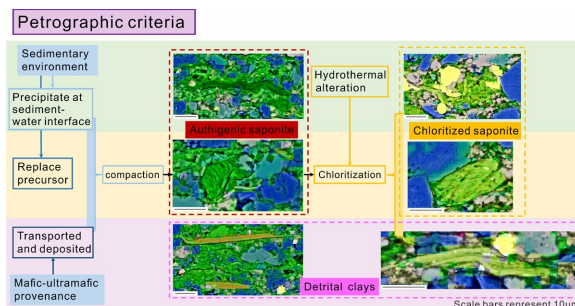 Petrographic criteria
Sedimentary
environment
Precipitate at
sediment-
water interface
Replace
precursor
Transported
and deposited
Mafic-ultramafic
provenance
compaction
Authigenic saponite
Hydrothermal
alteration
Chloritization
Chloritized saponite
Detrital clays
Scale bars represent 10μm